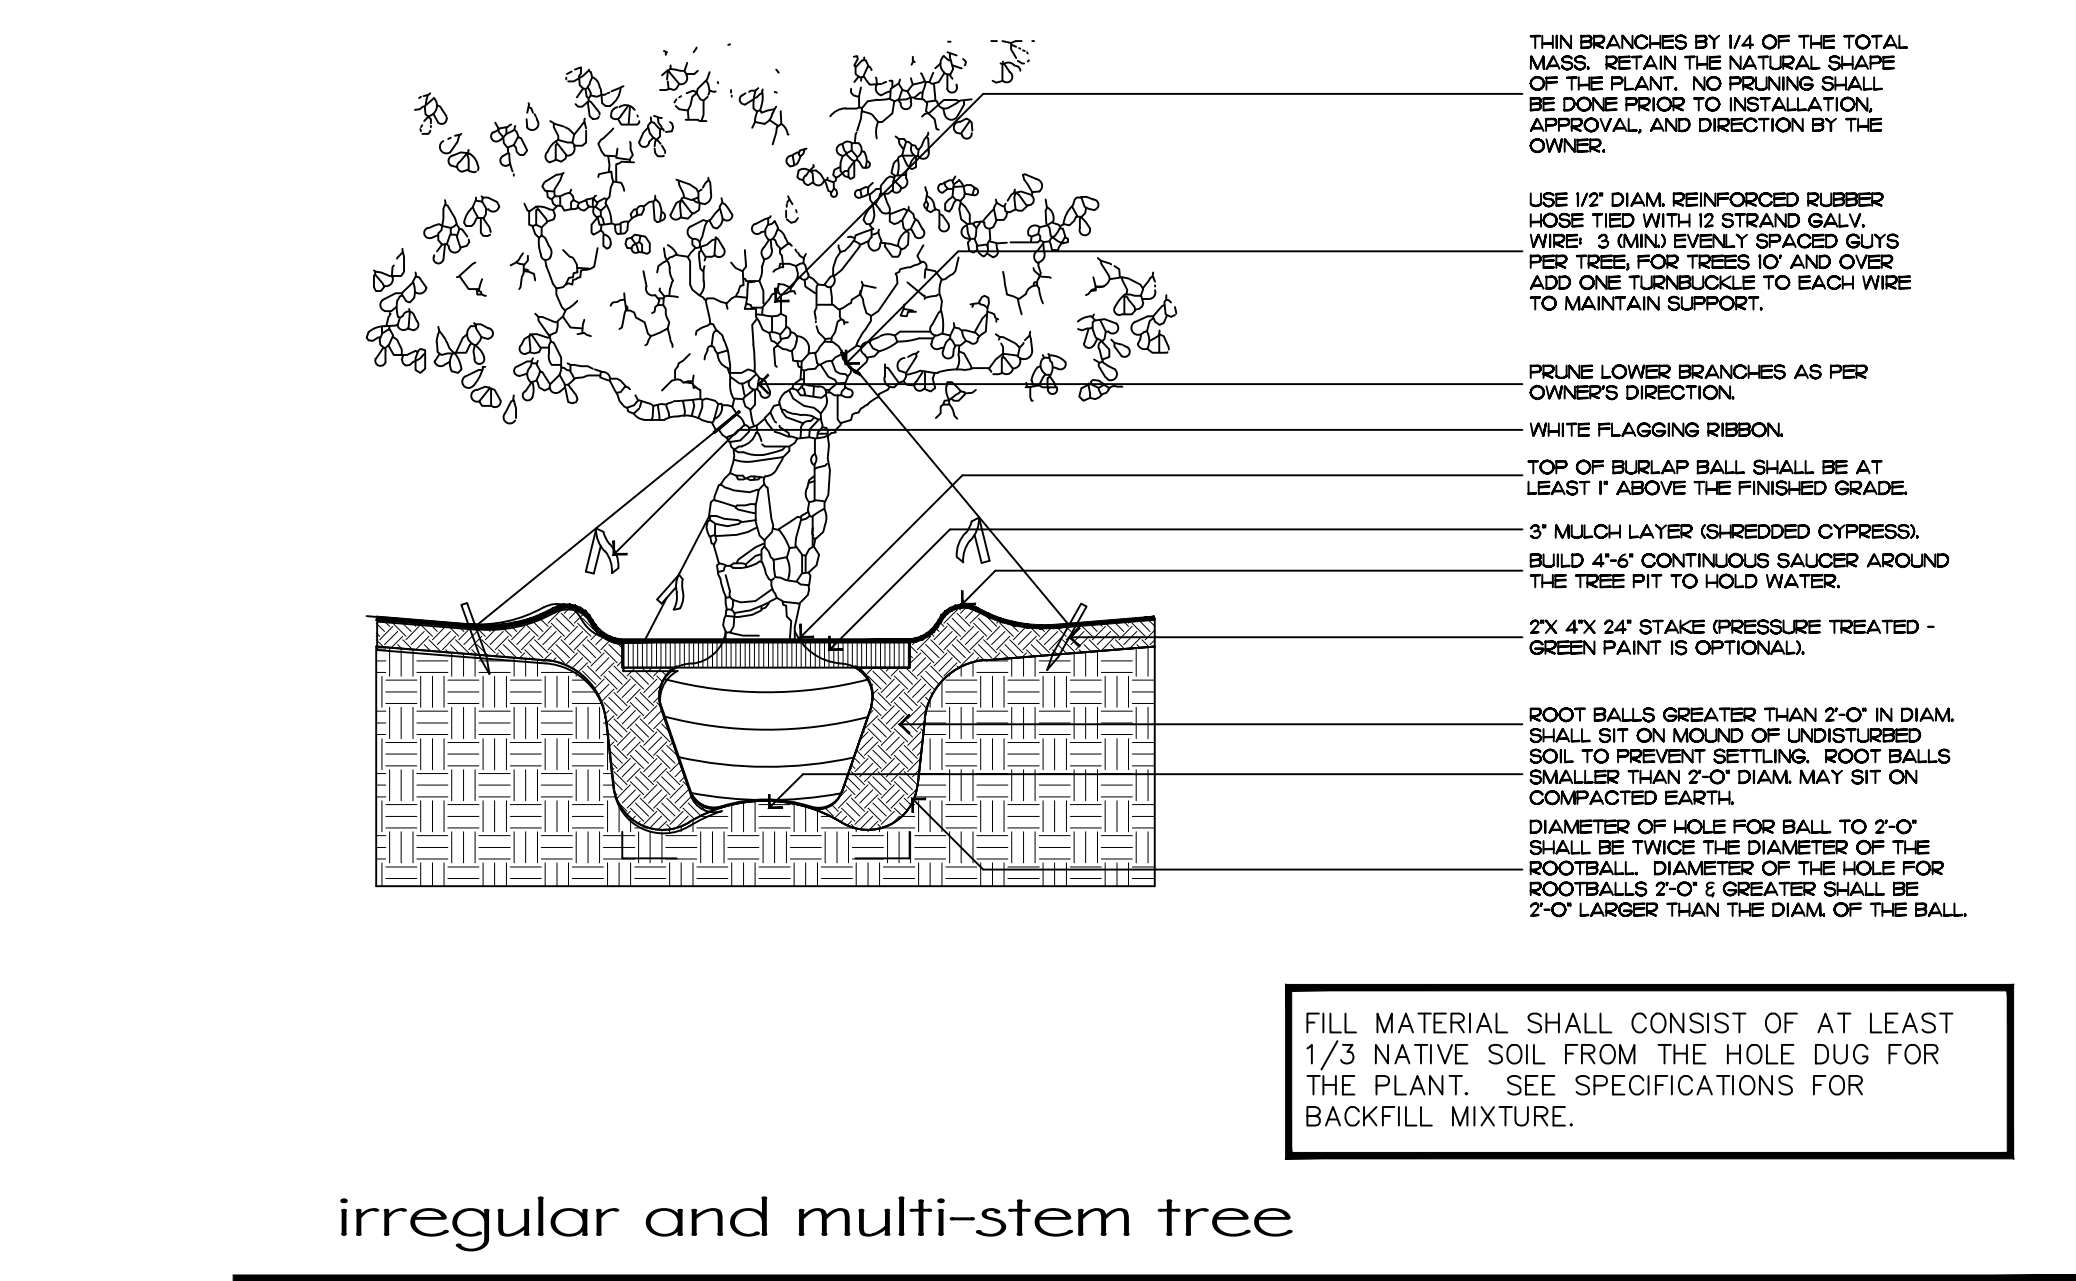 THIN BRANCHES BY 1/4 OF THE TOTAL
MASS. RETAIN THE NATURAL SHAPE
OF THE PLANT. NO PRUNING SHALL
BE DONE PRIOR TO INSTALLATION,
APPROVAL, AND DIRECTION BY THE
OWNER.
USE 1/2" DIAM. REINFORCED RUBBER
HOSE TIED WITH 12 STRAND GALV.
WIRE: 3 (MIN.) EVENLY SPACED GUYS
PER TREE; FOR TREES 10' AND OVER
ADD ONE TURNBUCKLE TO EACH WIRE
TO MAINTAIN SUPPORT.
PRUNE LOWER BRANCHES AS PER
OWNER'S DIRECTION.
WHITE FLAGGING RIBBON.
TOP OF BURLAP BALL SHALL BE AT
LEAST 1" ABOVE THE FINISHED GRADE.
3" MULCH LAYER (SHREDDED CYPRESS).
BUILD 4"-6" CONTINUOUS SAUCER AROUND
THE TREE PIT TO HOLD WATER.
2"X 4"X 24" STAKE (PRESSURE TREATED -
GREEN PAINT IS OPTIONAL).
ROOT BALLS GREATER THAN 2'-0" IN DIAM.
SHALL SIT ON MOUND OF UNDISTURBED
SOIL TO PREVENT SETTLING. ROOT BALLS
SMALLER THAN 2'-0" DIAM. MAY SIT ON
COMPACTED EARTH.
DIAMETER OF HOLE FOR BALL TO 2'-0"
SHALL BE TWICE THE DIAMETER OF THE
ROOTBALL. DIAMETER OF THE HOLE FOR
ROOTBALLS 2'-0" & GREATER SHALL BE
2'-0" LARGER THAN THE DIAM. OF THE BALL.
FILL MATERIAL SHALL CONSIST OF AT LEAST
1/3 NATIVE SOIL FROM THE HOLE DUG FOR
THE PLANT. SEE SPECIFICATIONS FOR
BACKFILL MIXTURE.
irregular and multi-stem tree